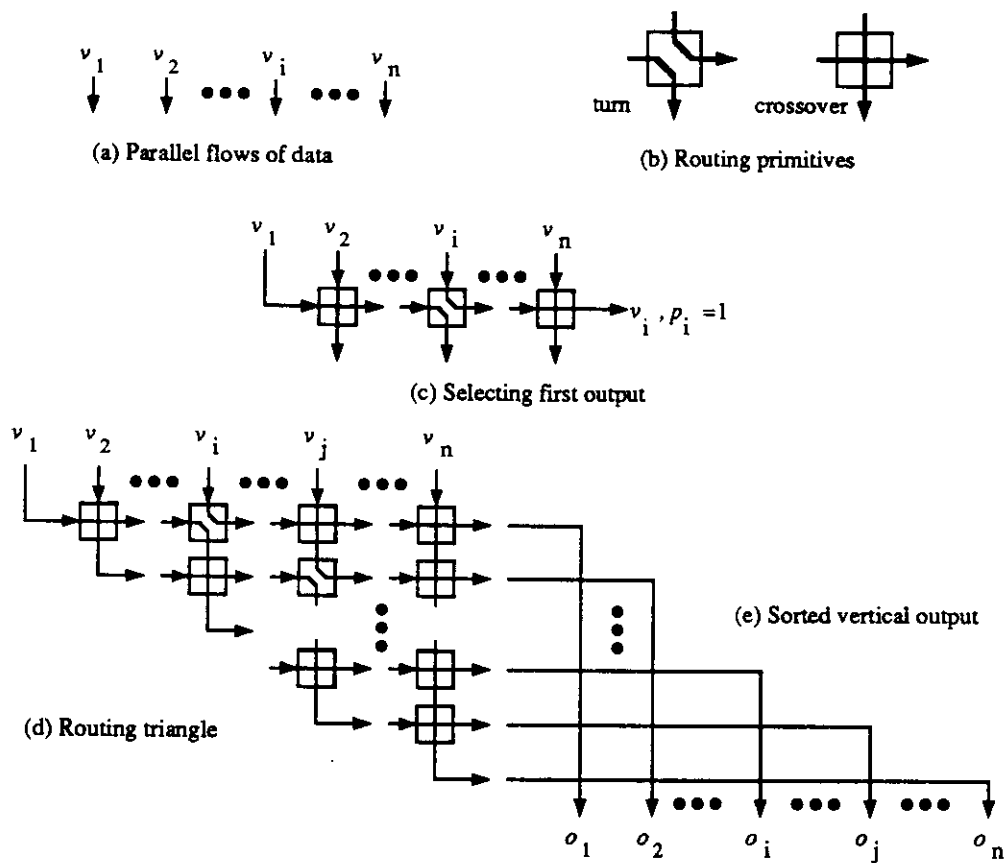 v1 v2 vi vn
(a) Parallel flows of data
turn crossover
(b) Routing primitives
v1 v2 vi vn
vi , pi =1
(c) Selecting first output
v1 v2 vi vj vn
(e) Sorted vertical output
(d) Routing triangle
o1 o2 oi oj on